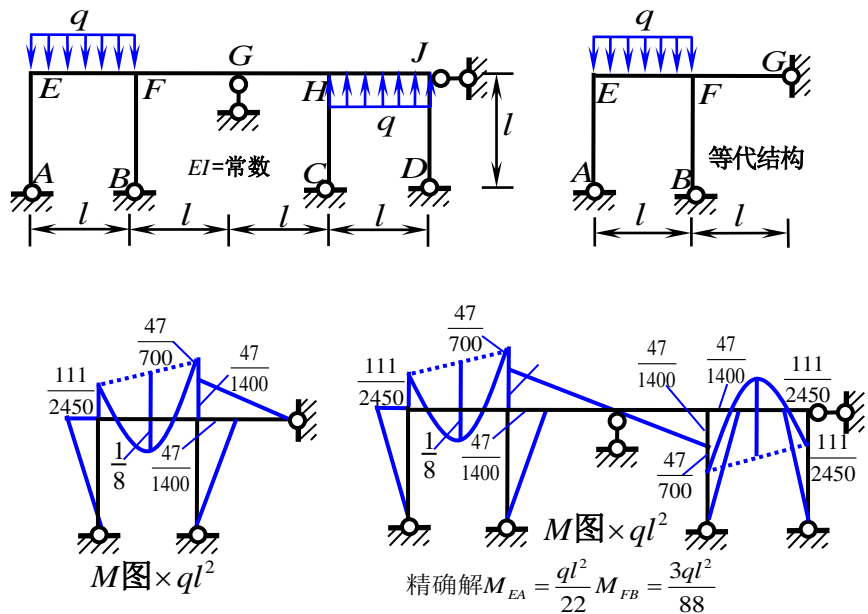 q
G
J
q
E
F
H
q
l
G
E
F
A
B
EI=常数
C
D
A
B
等代结构
l
l
l
l
l
l
47/700
47/1400
111/2450
1/8
47/1400
M图×ql²
47/700
111/2450
1/8
47/1400
47/1400
47/1400
47/700
111/2450
111/2450
M图×ql²
精确解M_EA = ql²/22 M_FB = 3ql²/88